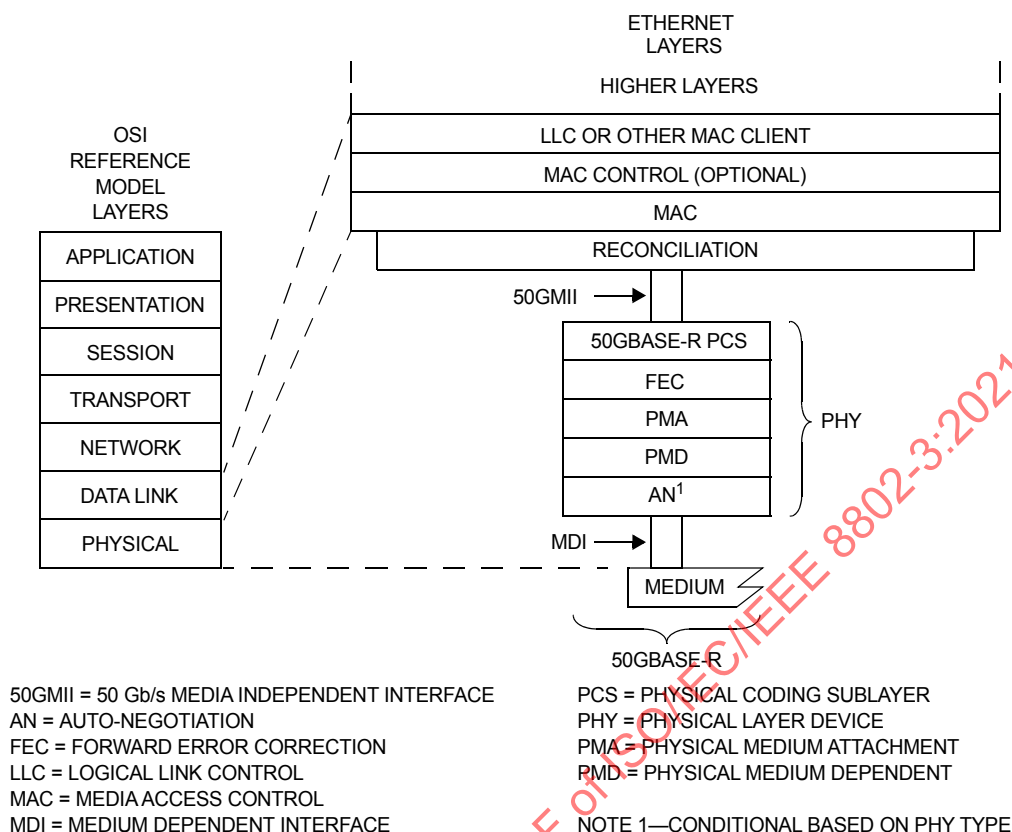 ETHERNET
LAYERS
HIGHER LAYERS
LLC OR OTHER MAC CLIENT
MAC CONTROL (OPTIONAL)
MAC
RECONCILIATION
OSI
REFERENCE
MODEL
LAYERS
APPLICATION
PRESENTATION
SESSION
TRANSPORT
NETWORK
DATA LINK
PHYSICAL
50GMII
50GBASE-R PCS
FEC
PMA
PMD
AN1
PHY
MDI
MEDIUM
50GBASE-R
50GMII = 50 Gb/s MEDIA INDEPENDENT INTERFACE
AN = AUTO-NEGOTIATION
FEC = FORWARD ERROR CORRECTION
LLC = LOGICAL LINK CONTROL
MAC = MEDIA ACCESS CONTROL
MDI = MEDIUM DEPENDENT INTERFACE
PCS = PHYSICAL CODING SUBLAYER
PHY = PHYSICAL LAYER DEVICE
PMA = PHYSICAL MEDIUM ATTACHMENT
PMD = PHYSICAL MEDIUM DEPENDENT
NOTE 1—CONDITIONAL BASED ON PHY TYPE
of ISO/IEC/IEEE 8802-3:2021